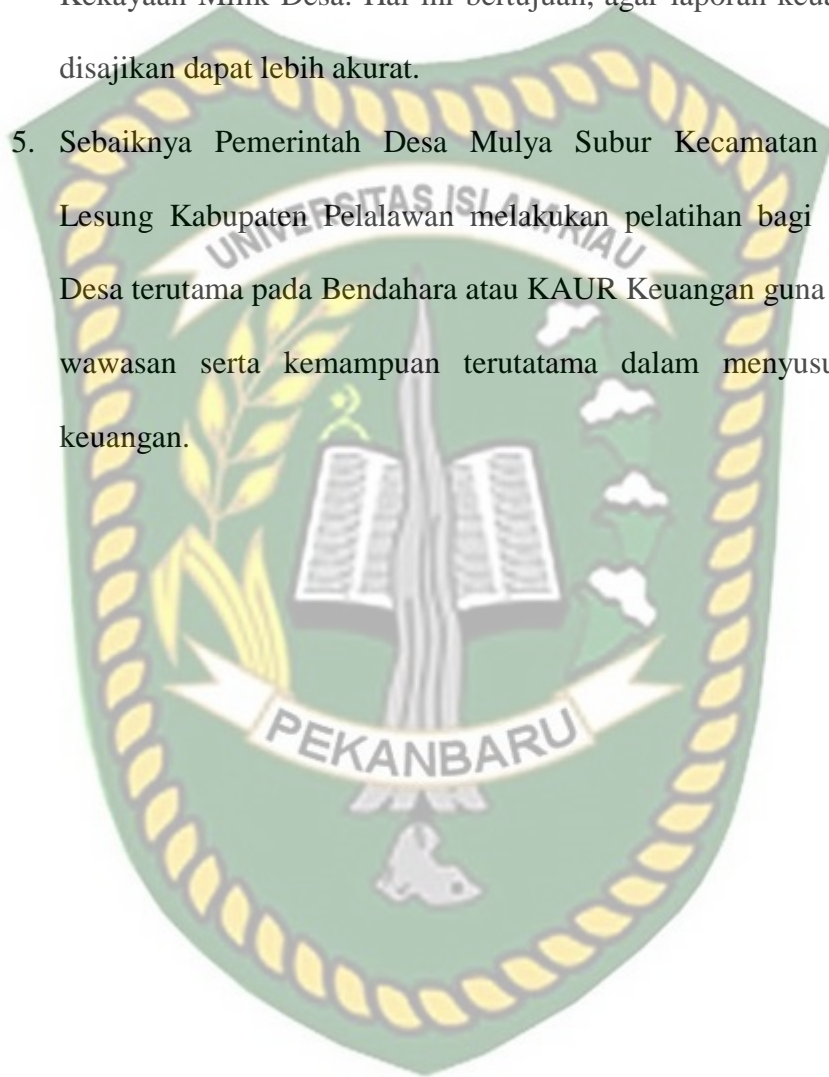 Kekayaan Milik Desa. Hal ini bertujuan, agar laporan
disajikan dapat lebih akurat.
5. Sebaiknya Pemerintah Desa Mulya Subur Kecamatan
Lesung Kabupaten Pelalawan melakukan pelatihan bagi
Desa terutama pada Bendahara atau KAUR Keuangan guna
wawasan serta kemampuan terutatama dalam
keuangan.
UNIVERSITAS ISLAM RIAU
PEKANBARU